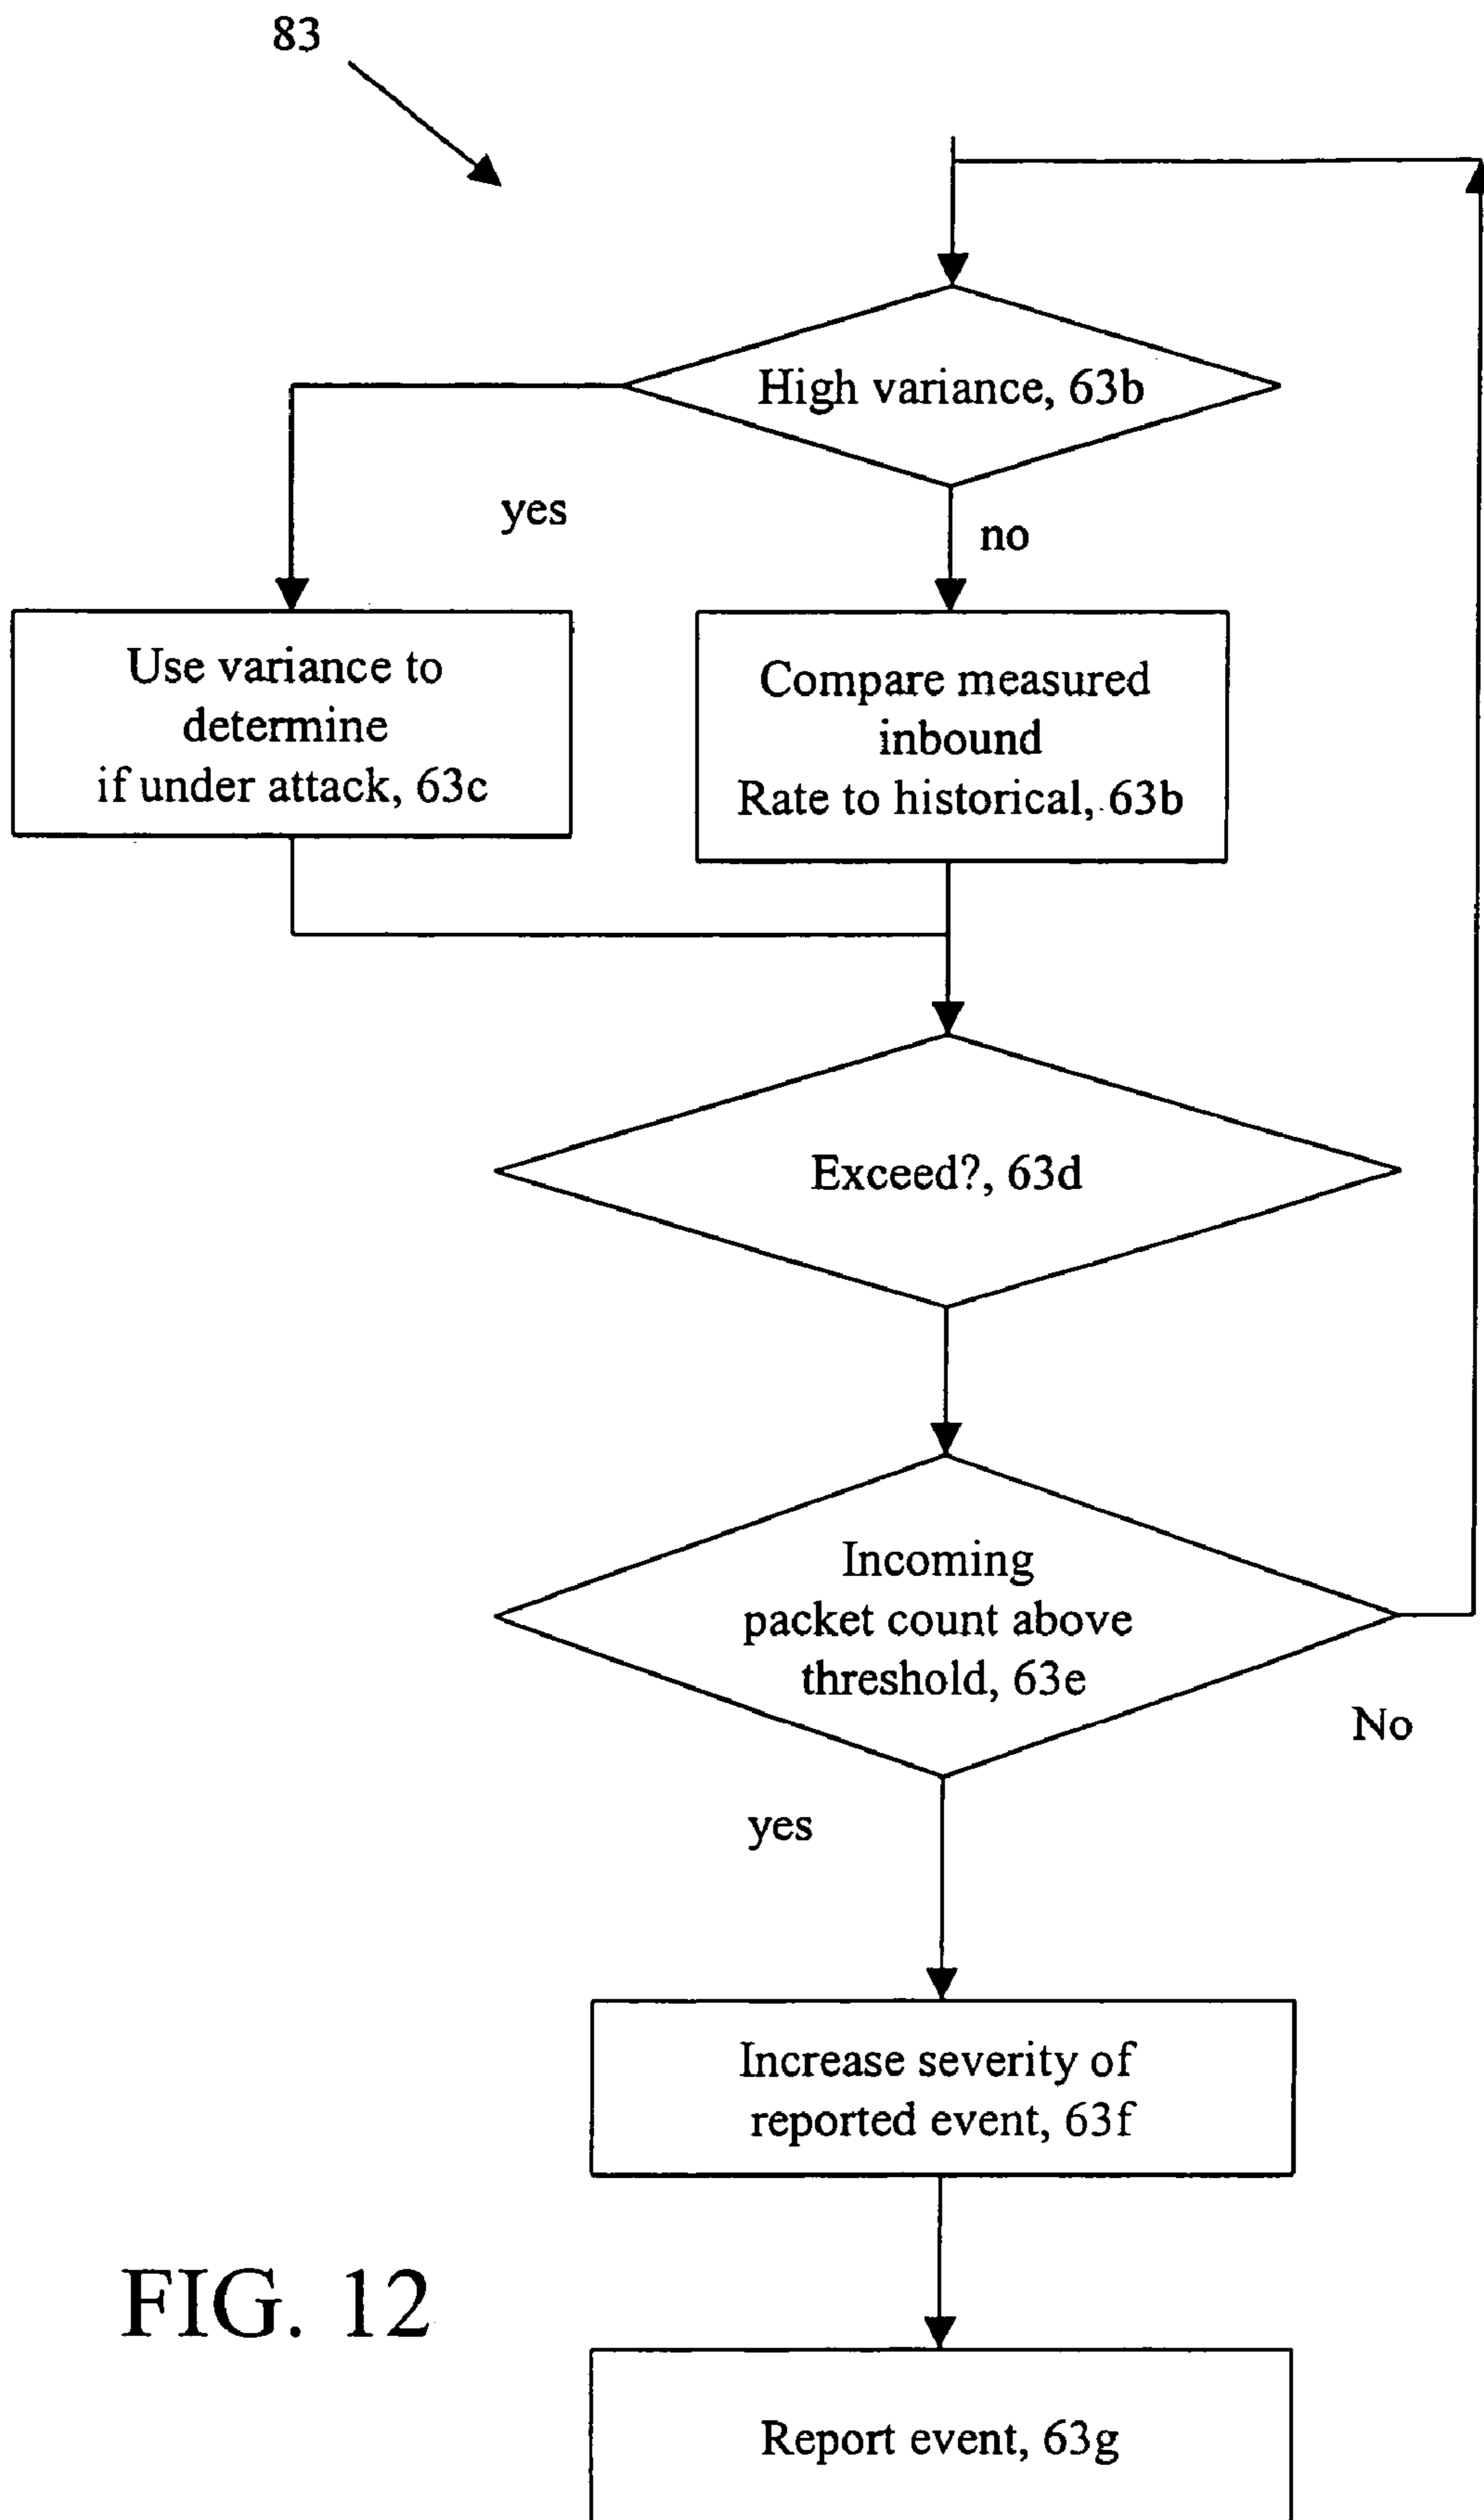 83
High variance, 63b
yes
no
Use variance to
determine
if under attack, 63c
Compare measured
inbound
Rate to historical, 63b
Exceed?, 63d
Incoming
packet count above
threshold, 63e
No
yes
Increase severity of
reported event, 63f
FIG. 12
Report event, 63g